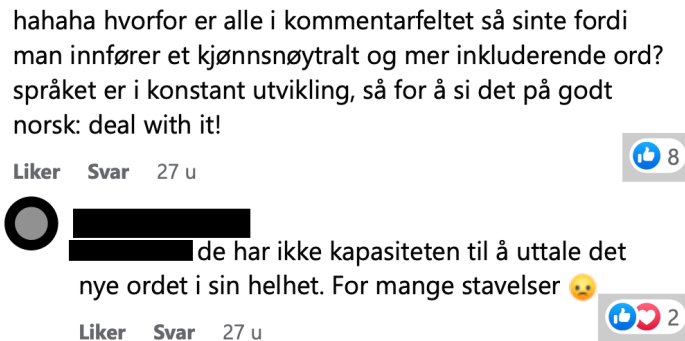 hahaha hvorfor er alle i kommentarfeltet så sinte fordi
man innfører et kjønnsnøytralt og mer inkluderende ord?
språket er i konstant utvikling, så for å si det på godt
norsk: deal with it!
8
Liker Svar 27 u
de har ikke kapasiteten til å uttale det
nye ordet i sin helhet. For mange stavelser 😞
2
Liker Svar 27 u